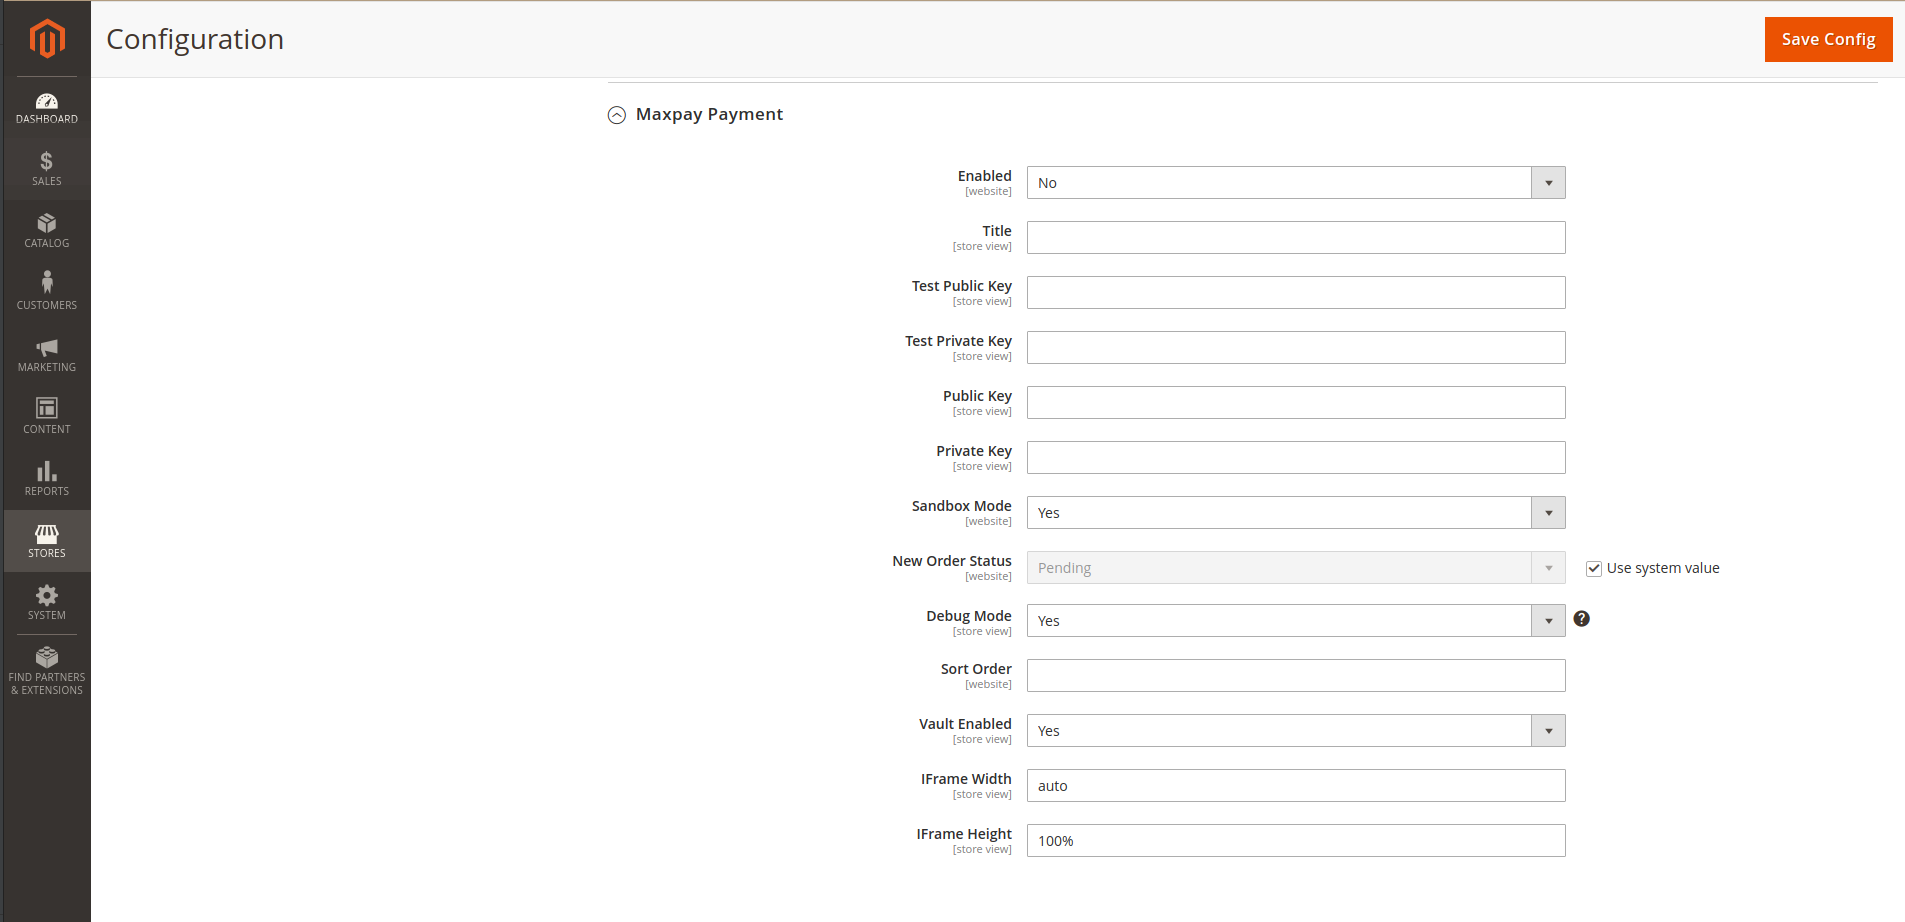 Configuration
Save Config
DASHBOARD
SALES
CATALOG
CUSTOMERS
MARKETING
CONTENT
REPORTS
STORES
SYSTEM
FIND PARTNERS
& EXTENSIONS
Maxpay Payment
Enabled
[website]
No
Title
[store view]
Test Public Key
[store view]
Test Private Key
[store view]
Public Key
[store view]
Private Key
[store view]
Sandbox Mode
[website]
Yes
New Order Status
[website]
Pending
Use system value
Debug Mode
[store view]
Yes
?
Sort Order
[website]
Vault Enabled
[store view]
Yes
IFrame Width
[store view]
auto
IFrame Height
[store view]
100%